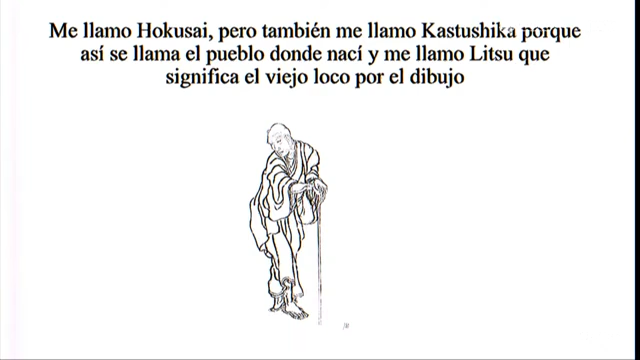 Me llamo Hokusai, pero también me llamo Kastushika porque
así se llama el pueblo donde nací y me llamo Litsu que
significa el viejo loco por el dibujo